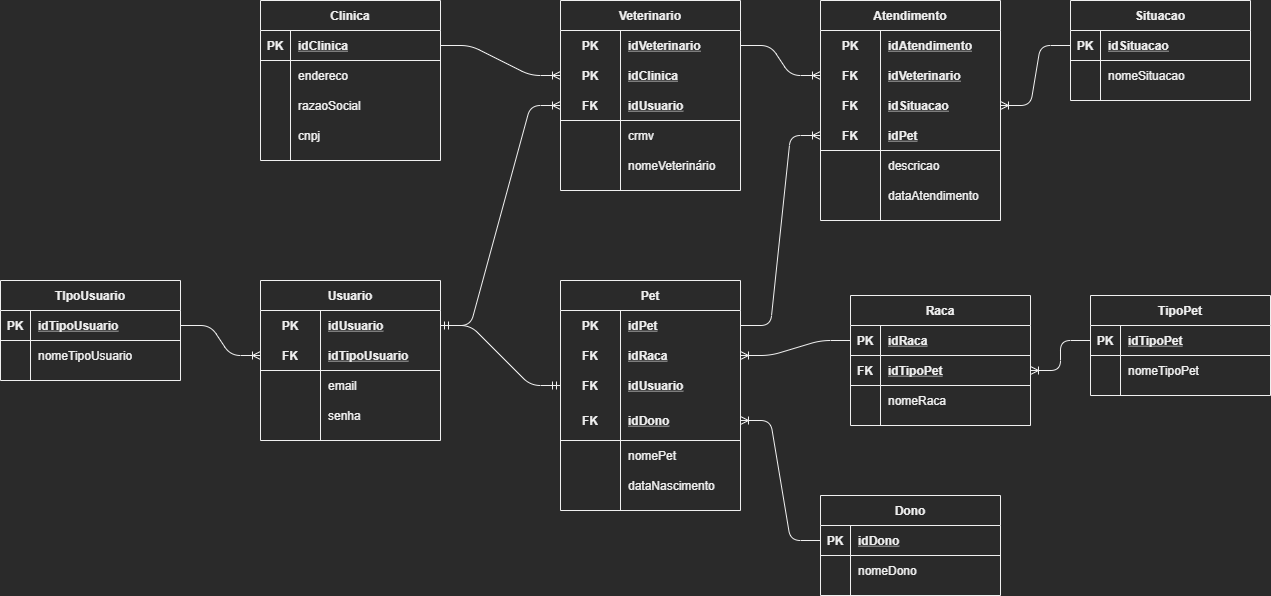 Clinica
PK idClinica
endereco
razaoSocial
cnpj
Veterinario
PK idVeterinario
PK idClinica
FK idUsuario
crmv
nomeVeterinário
Atendimento
PK idAtendimento
FK idVeterinario
FK idSituacao
FK idPet
descricao
dataAtendimento
Situacao
PK idSituacao
nomeSituacao
TIpoUsuario
PK idTipoUsuario
nomeTipoUsuario
Usuario
PK idUsuario
FK idTipoUsuario
email
senha
Pet
PK idPet
FK idRaca
FK idUsuario
FK idDono
nomePet
dataNascimento
Raca
PK idRaca
FK idTipoPet
nomeRaca
TipoPet
PK idTipoPet
nomeTipoPet
Dono
PK idDono
nomeDono